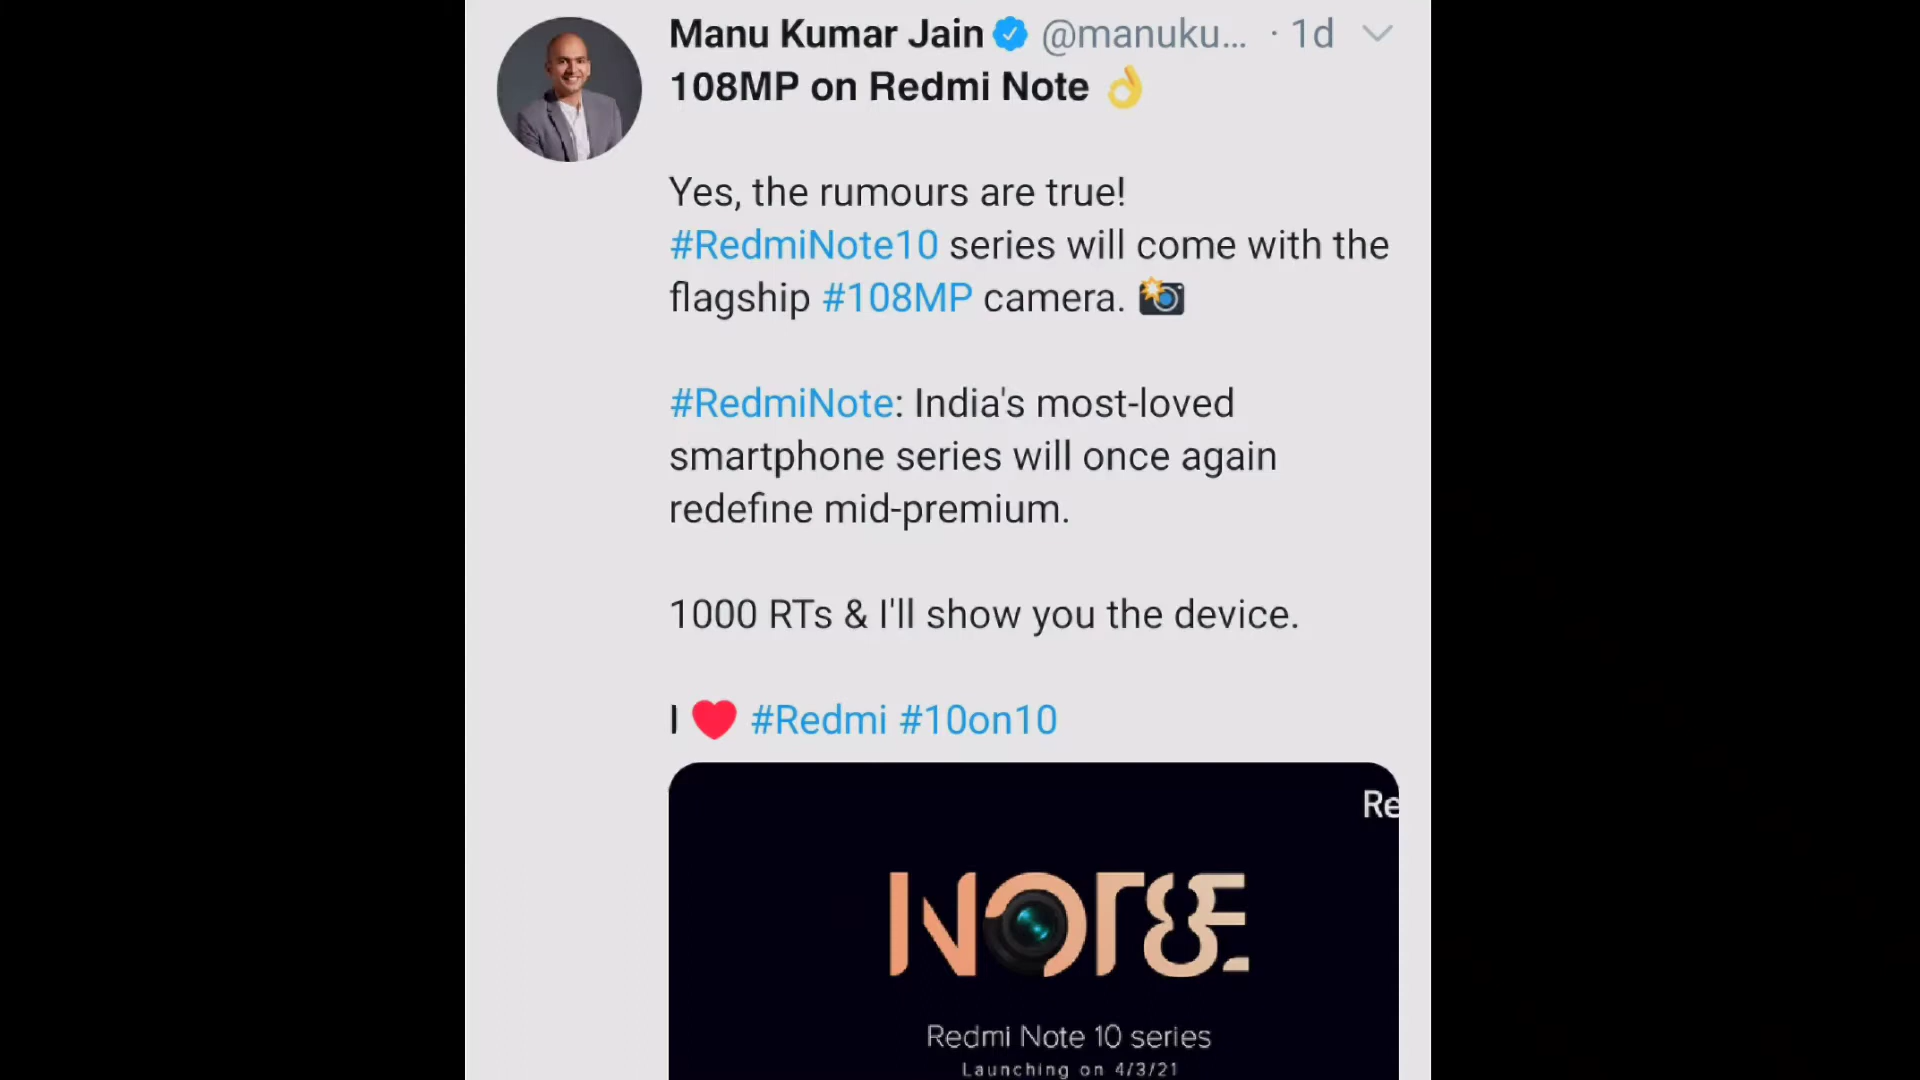 Manu Kumar Jain @manuku... · 1d
108MP on Redmi Note 👌
Yes, the rumours are true!
#RedmiNote10 series will come with the
flagship #108MP camera. 📸
#RedmiNote: India's most-loved
smartphone series will once again
redefine mid-premium.
1000 RTs & I'll show you the device.
I ❤️ #Redmi #10on10
Re
NOTE
Redmi Note 10 series
Launching on 4/3/21